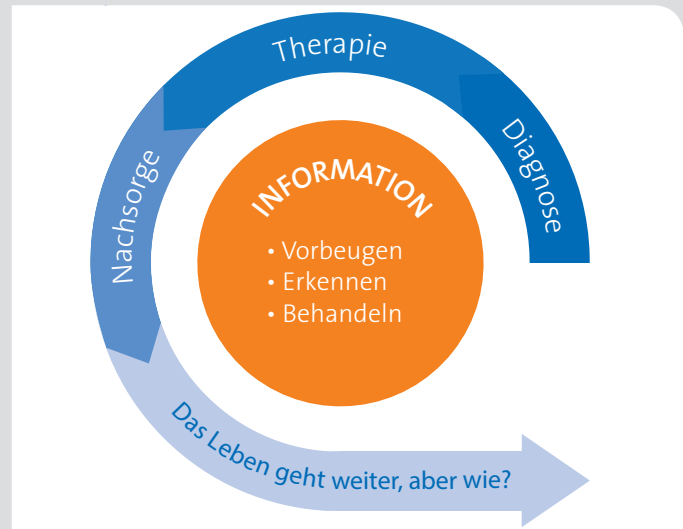 Therapie
Diagnose
Nachsorge
INFORMATION
• Vorbeugen
• Erkennen
• Behandeln
Das Leben geht weiter, aber wie?